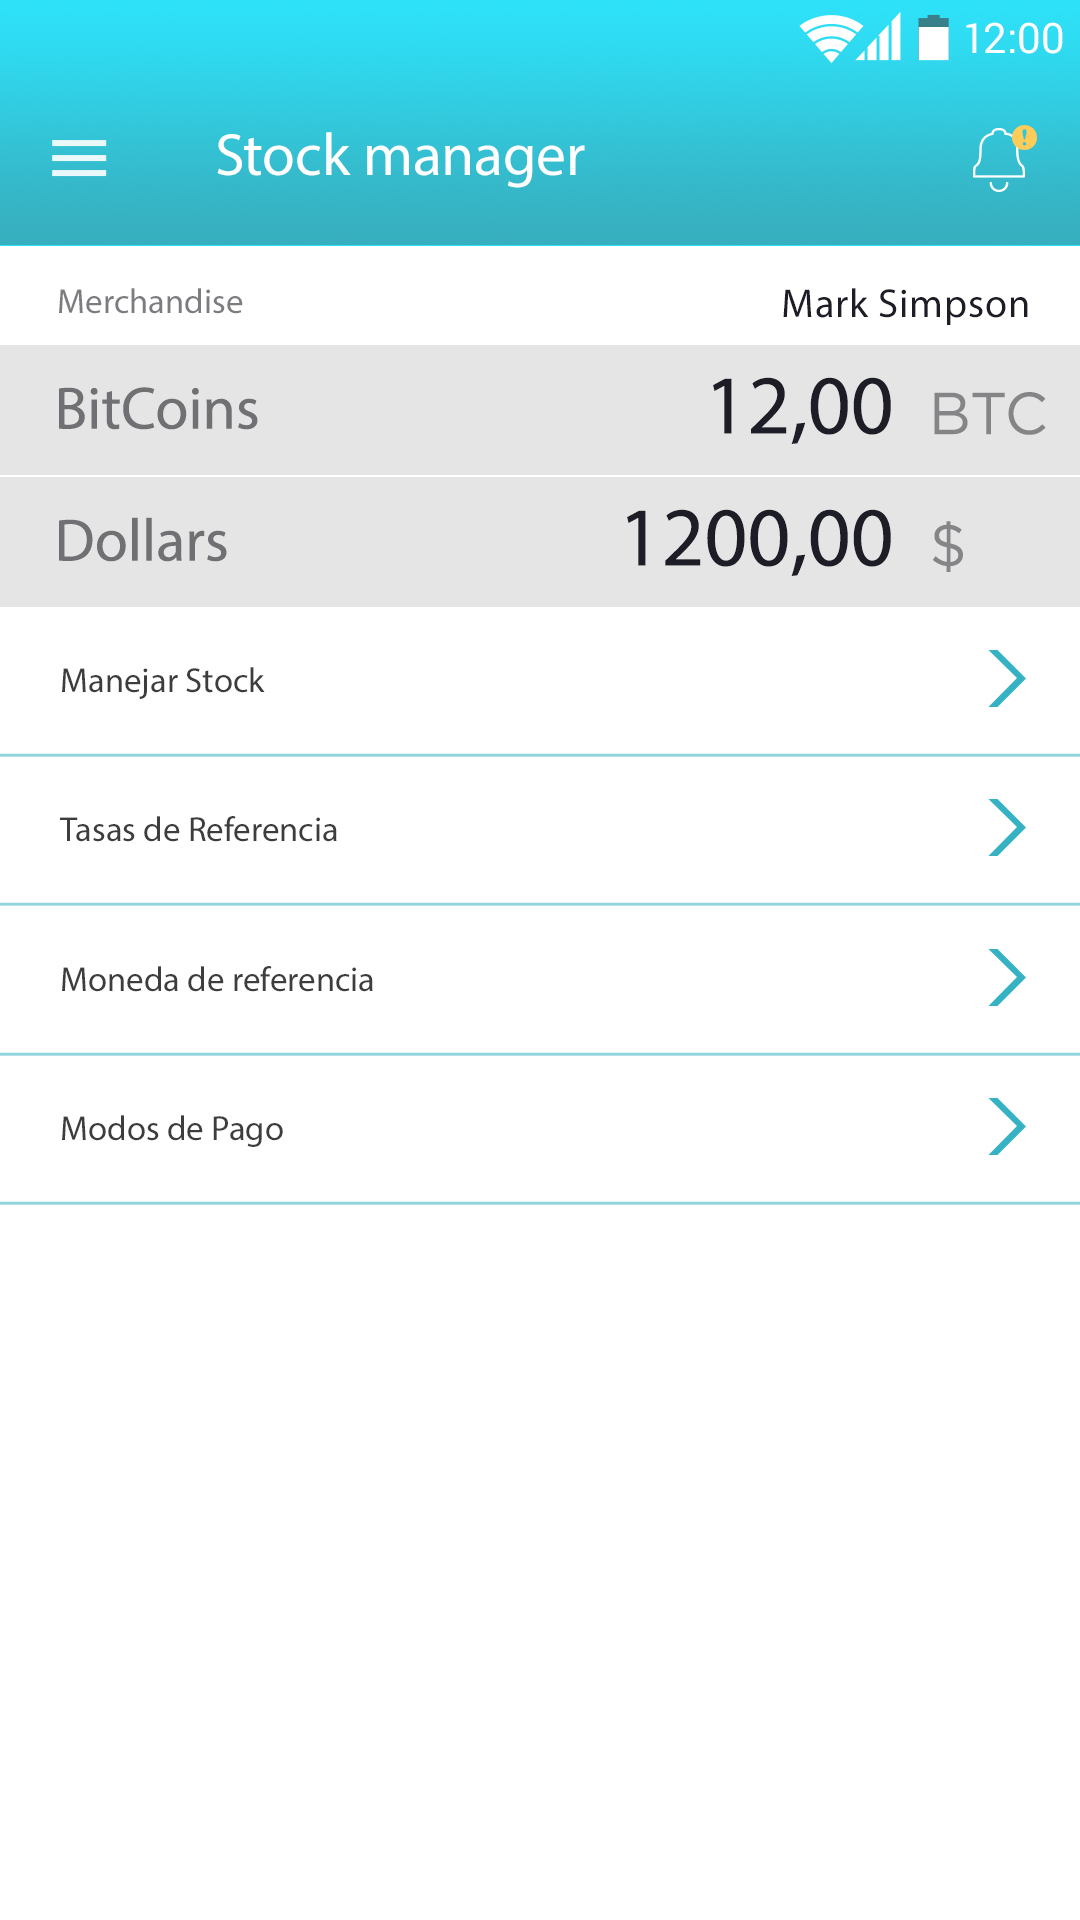 12:00
Stock manager
Merchandise Mark Simpson
BitCoins 12,00 BTC
Dollars 1200,00 $
Manejar Stock
Tasas de Referencia
Moneda de referencia
Modos de Pago